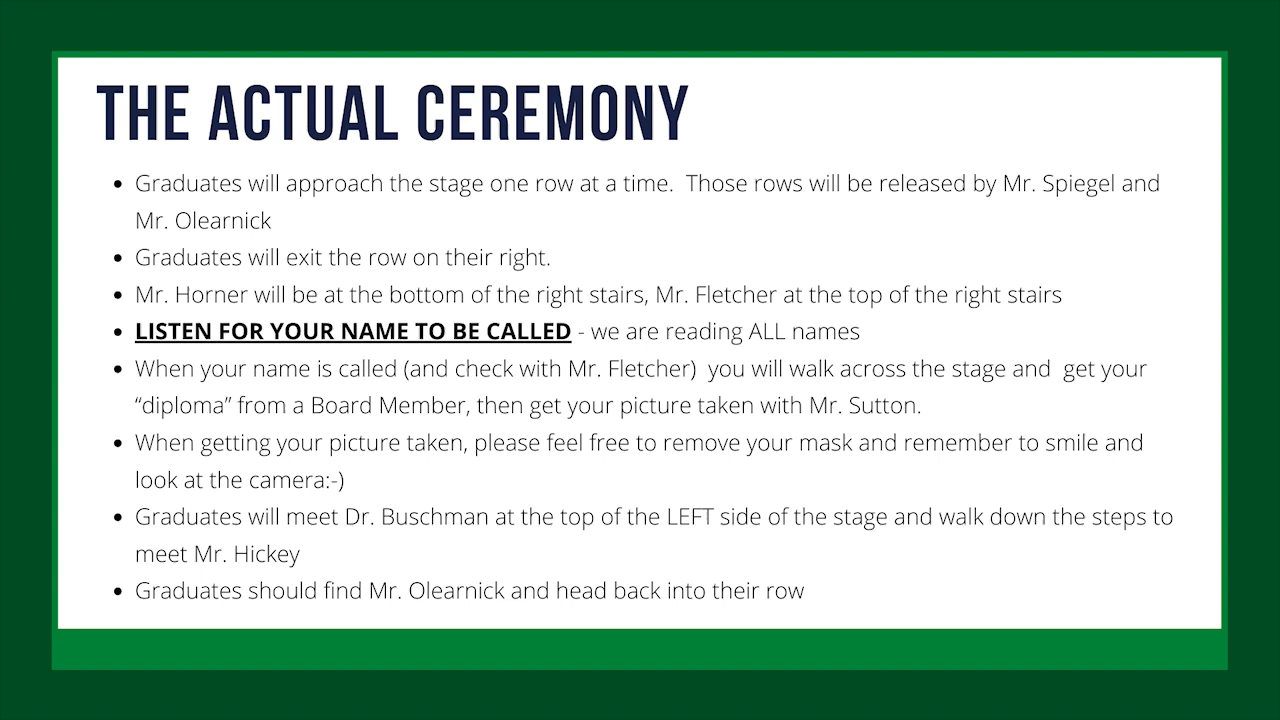 THE ACTUAL CEREMONY
• Graduates will approach the stage one row at a time.  Those rows will be released by Mr. Spiegel and
Mr. Olearnick
• Graduates will exit the row on their right.
• Mr. Horner will be at the bottom of the right stairs, Mr. Fletcher at the top of the right stairs
• LISTEN FOR YOUR NAME TO BE CALLED - we are reading ALL names
• When your name is called (and check with Mr. Fletcher)  you will walk across the stage and  get your
“diploma” from a Board Member, then get your picture taken with Mr. Sutton.
• When getting your picture taken, please feel free to remove your mask and remember to smile and
look at the camera:-)
• Graduates will meet Dr. Buschman at the top of the LEFT side of the stage and walk down the steps to
meet Mr. Hickey
• Graduates should find Mr. Olearnick and head back into their row